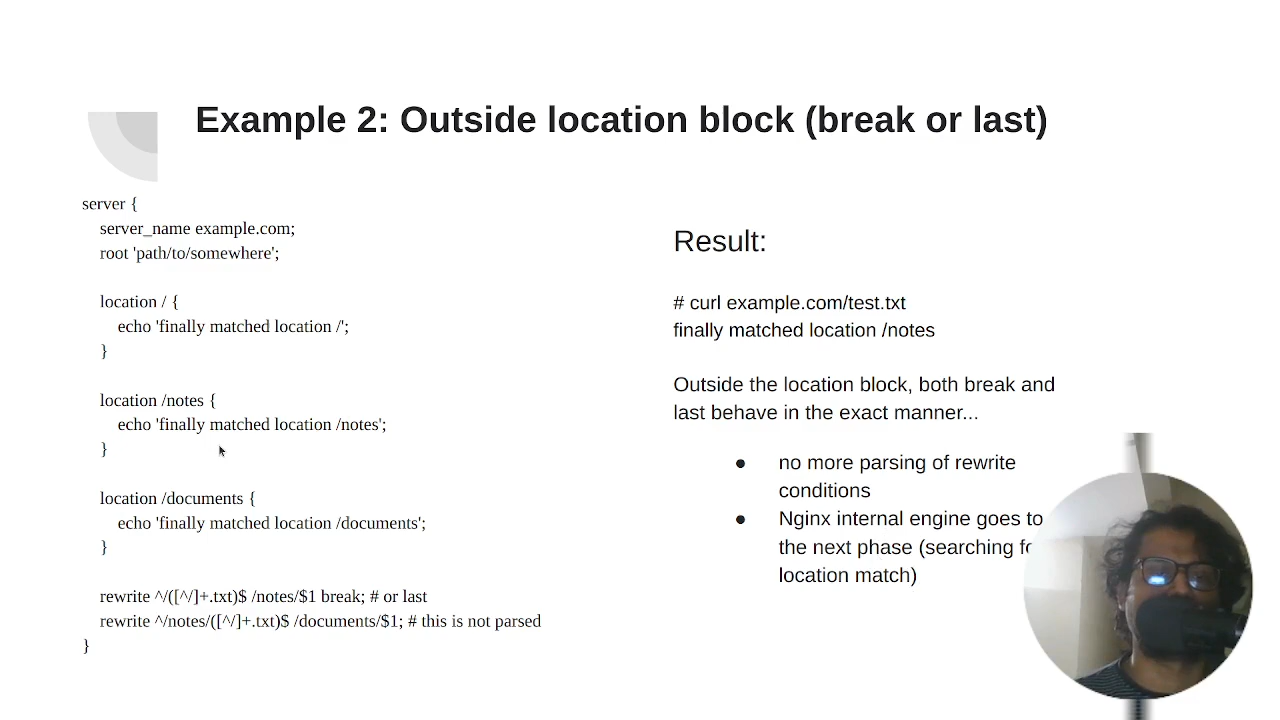 Example 2: Outside location block (break or last)
server {
server_name example.com;
root 'path/to/somewhere';
location / {
echo 'finally matched location /';
}
location /notes {
echo 'finally matched location /notes';
}
location /documents {
echo 'finally matched location /documents';
}
rewrite ^/([^/]+.txt)$ /notes/$1 break; # or last
rewrite ^/notes/([^/]+.txt)$ /documents/$1; # this is not parsed
}
Result:
# curl example.com/test.txt
finally matched location /notes
Outside the location block, both break and
last behave in the exact manner...
● no more parsing of rewrite
conditions
● Nginx internal engine goes to
the next phase (searching
location match)